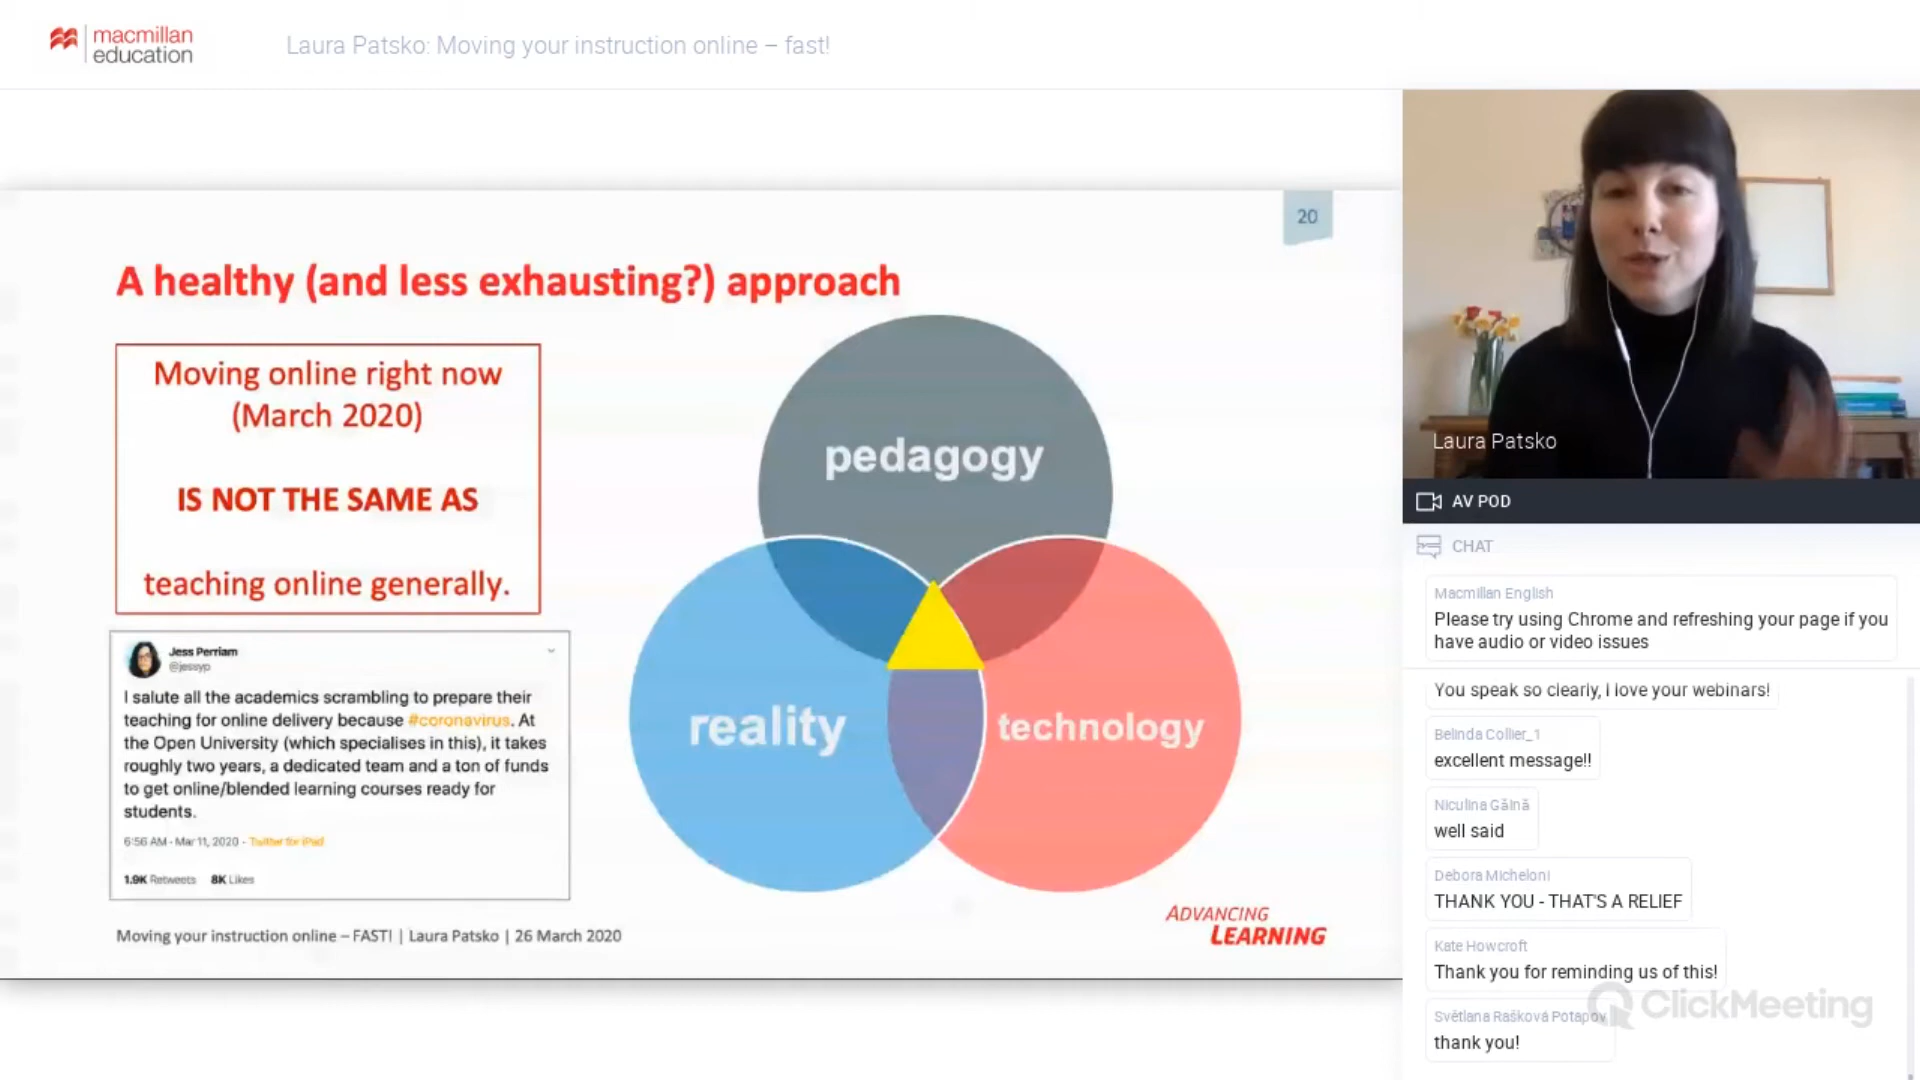 macmillan
education
Laura Patsko: Moving your instruction online – fast!
20
A healthy (and less exhausting?) approach
Moving online right now
(March 2020)
IS NOT THE SAME AS
teaching online generally.
Jess Perriam
@jessyp
I salute all the academics scrambling to prepare their
teaching for online delivery because #coronavirus. At
the Open University (which specialises in this), it takes
roughly two years, a dedicated team and a ton of funds
to get online/blended learning courses ready for
students.
6:56 AM - Mar 11, 2020 - Twitter for iPad
1.9K Retweets 8K Likes
pedagogy
reality
technology
Moving your instruction online – FAST! | Laura Patsko | 26 March 2020
ADVANCING
LEARNING
Laura Patsko
AV POD
CHAT
Macmillan English
Please try using Chrome and refreshing your page if you
have audio or video issues
You speak so clearly, i love your webinars!
Belinda Collier_1
excellent message!!
Niculina Găină
well said
Debora Micheloni
THANK YOU - THAT'S A RELIEF
Kate Howcroft
Thank you for reminding us of this!
Světlana Rašková Potapov
thank you!
ClickMeeting